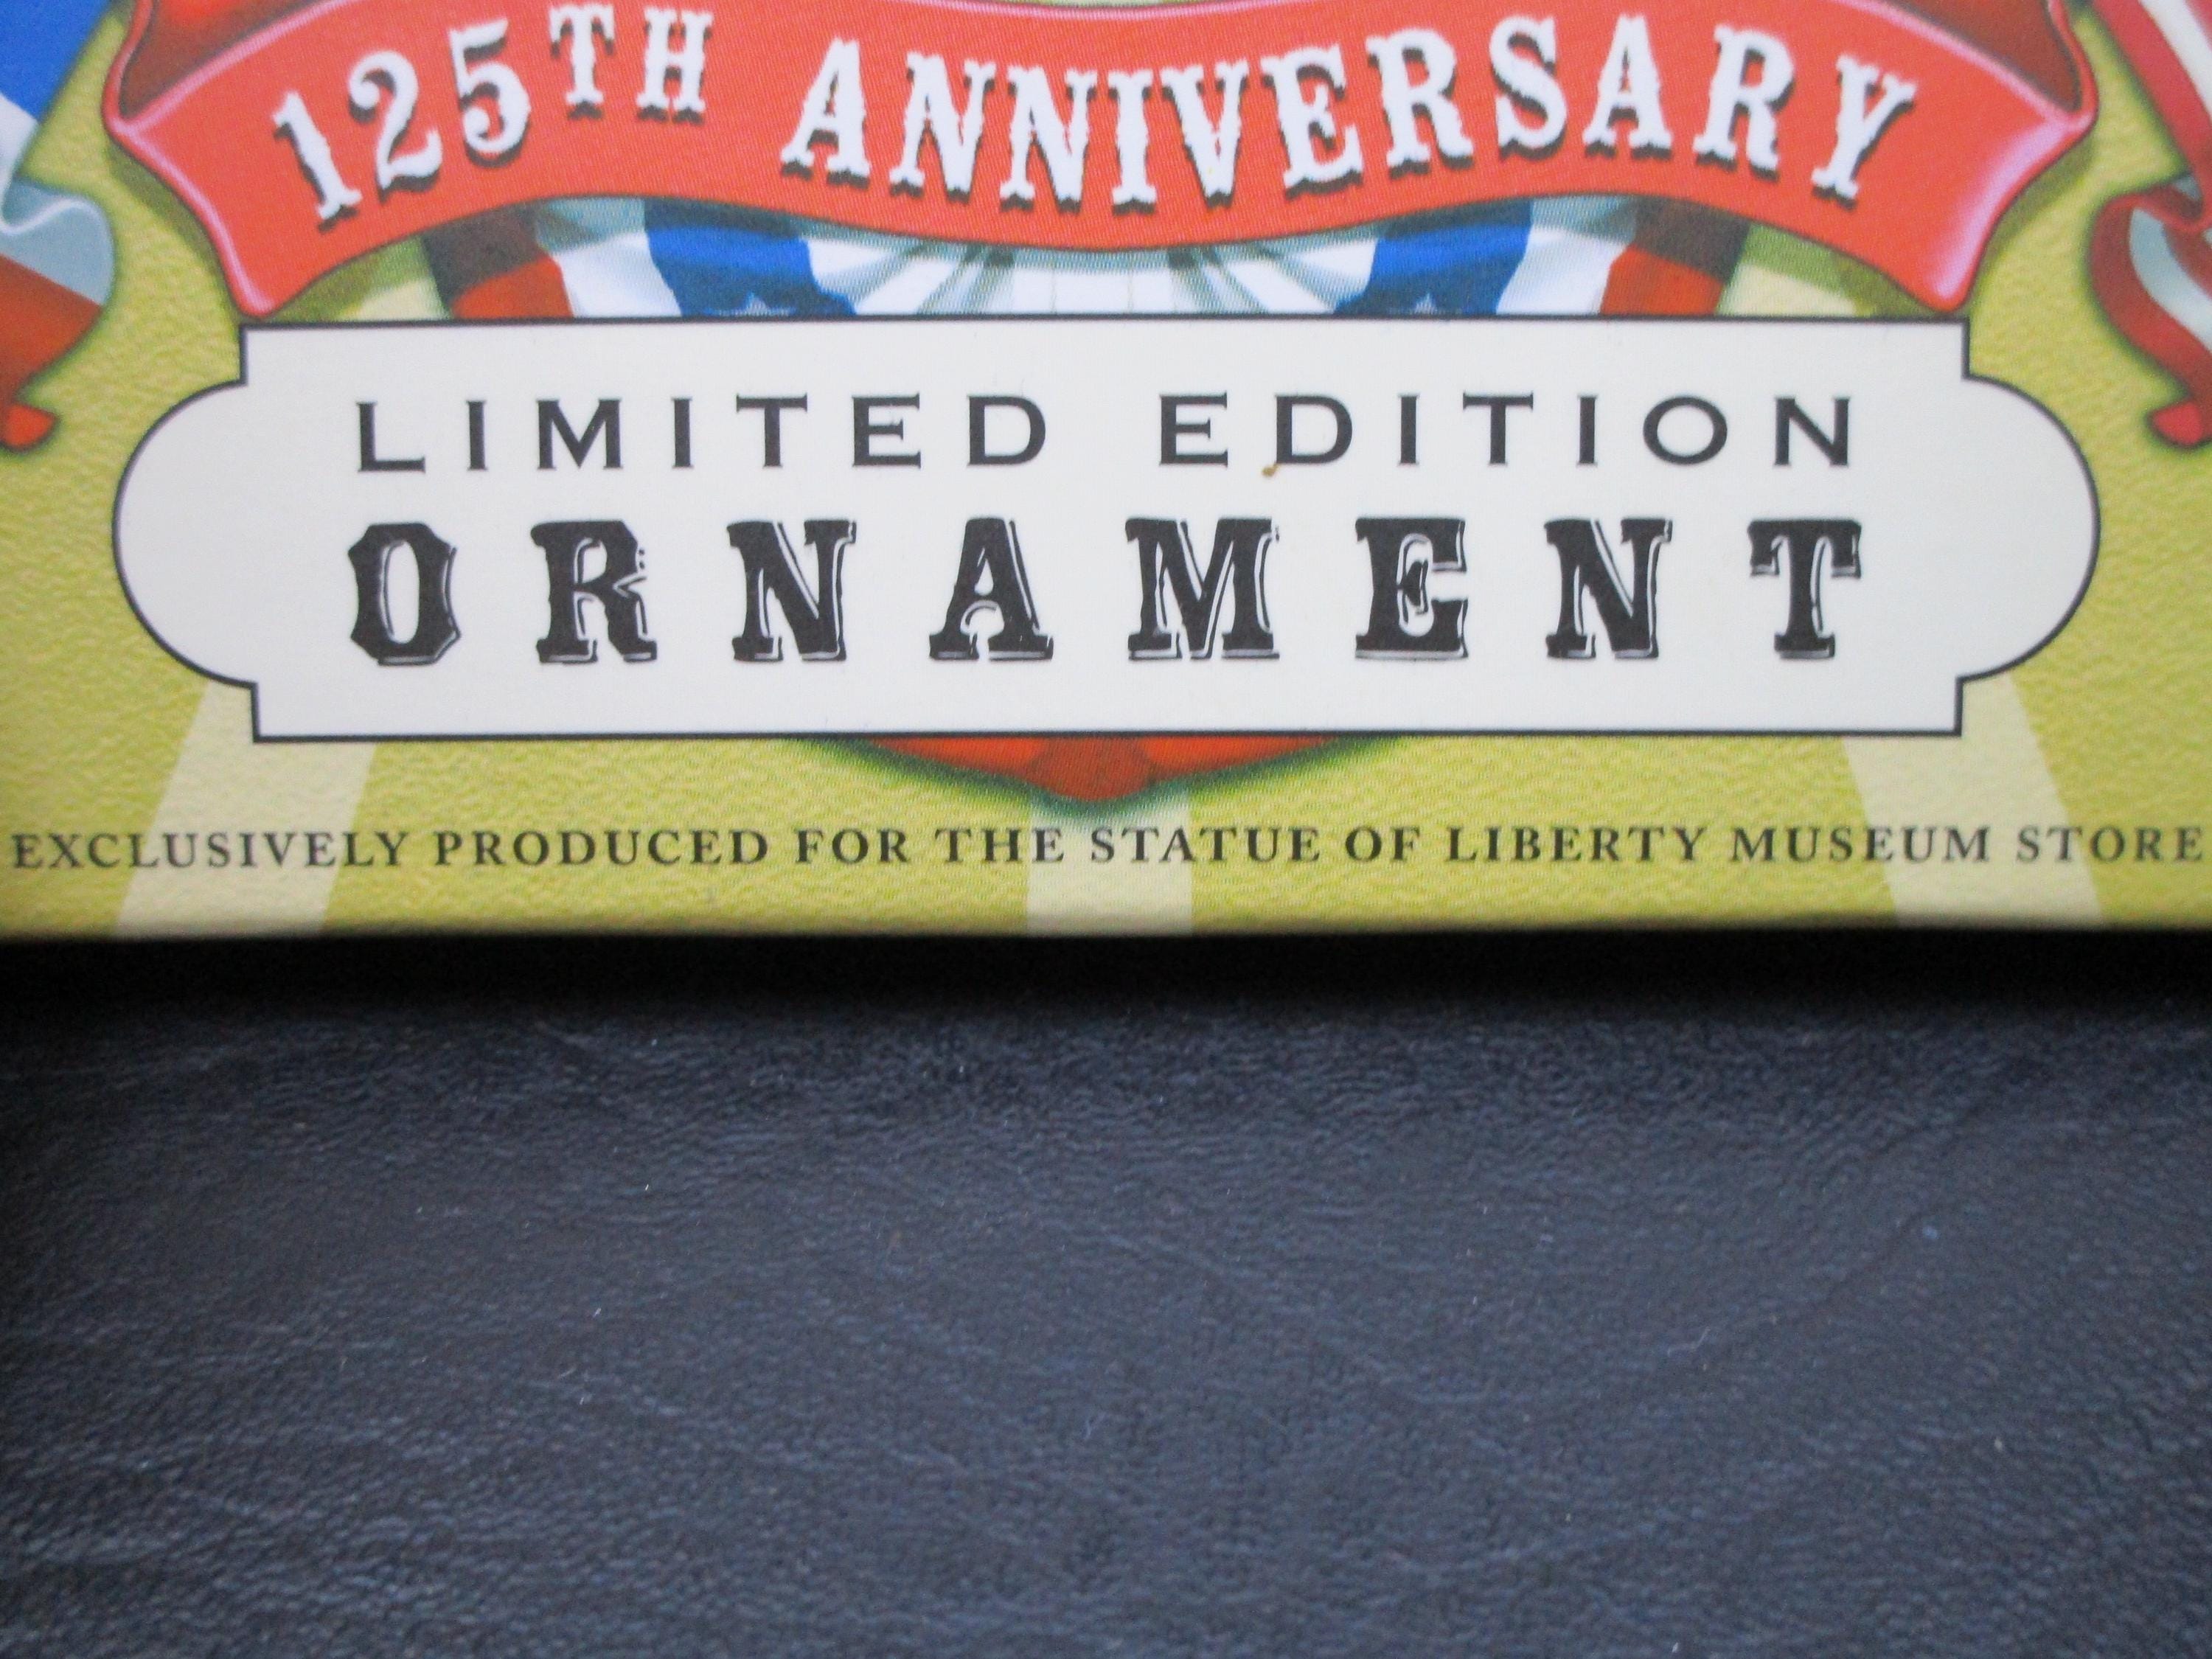 125TH ANNIVERSARY
LIMITED EDITION
ORNAMENT
EXCLUSIVELY PRODUCED FOR THE STATUE OF LIBERTY MUSEUM STORE